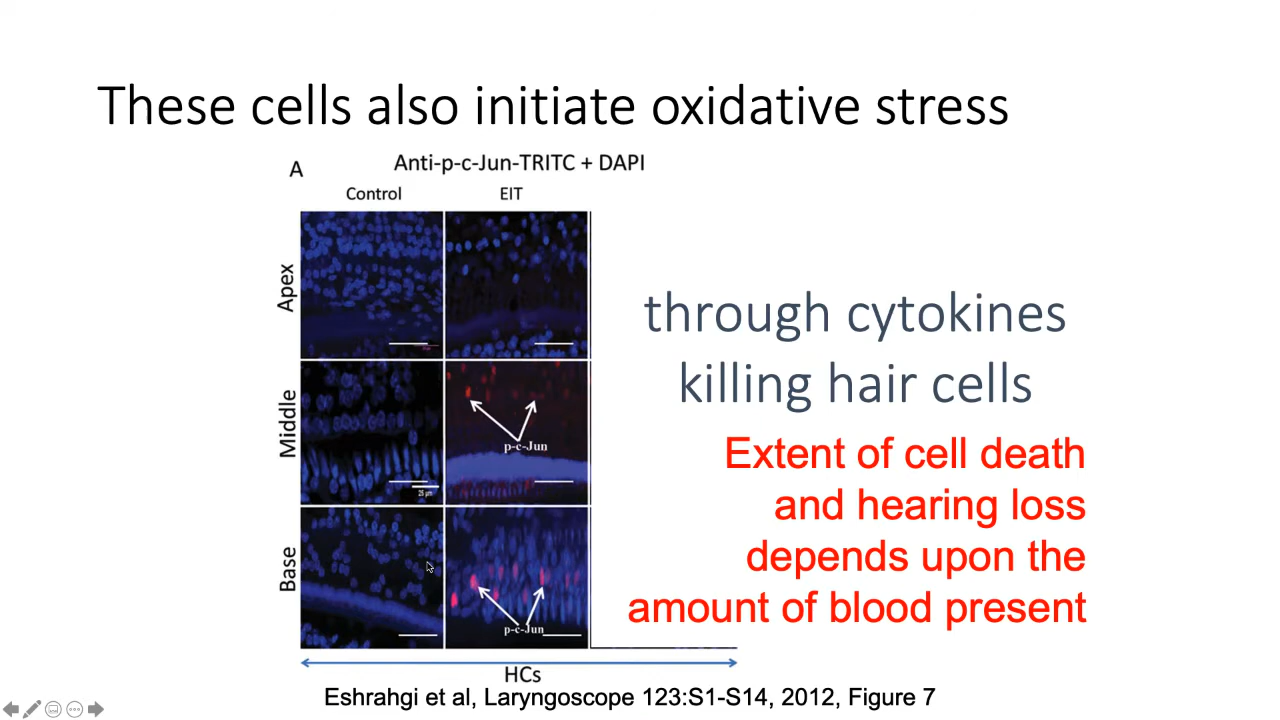 These cells also initiate oxidative stress
A
Anti-p-c-Jun-TRITC + DAPI
Control
EIT
Apex
Middle
p-c-Jun
25 μm
Base
p-c-Jun
HCs
through cytokines
killing hair cells
Extent of cell death
and hearing loss
depends upon the
amount of blood present
Eshrahgi et al, Laryngoscope 123:S1-S14, 2012, Figure 7